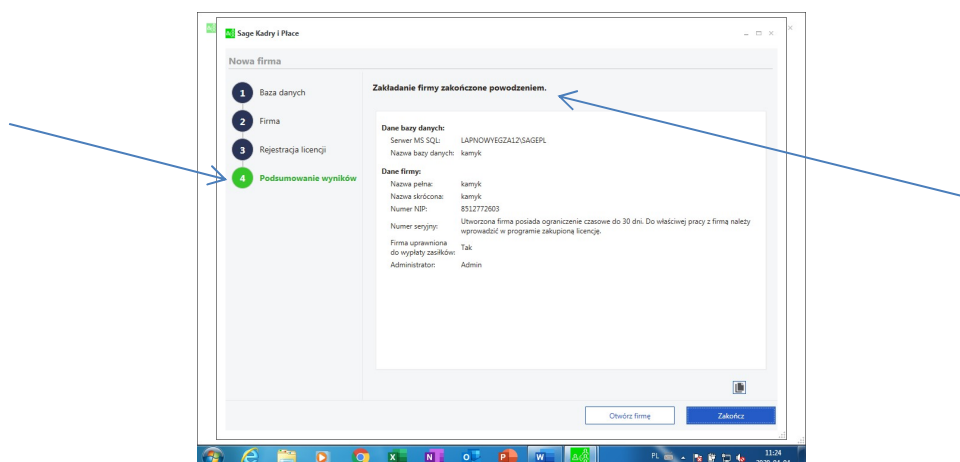 Sage Kadry i Płace
Nowa firma
1 Baza danych
2 Firma
3 Rejestracja licencji
4 Podsumowanie wyników
Zakładanie firmy zakończone powodzeniem.
Dane bazy danych:
Serwer MS SQL: LAPNOWYEGZA12\SAGEPL
Nazwa bazy danych: kamyk
Dane firmy:
Nazwa pełna: kamyk
Nazwa skrócona: kamyk
Numer NIP: 8512772603
Numer seryjny: Utworzona firma posiada ograniczenie czasowe do 30 dni. Do właściwej pracy z firmą należy
wprowadzić w programie zakupioną licencję.
Firma uprawniona
do wypłaty zasiłków: Tak
Administrator: Admin
Otwórz firmę
Zakończ
PL
11:24